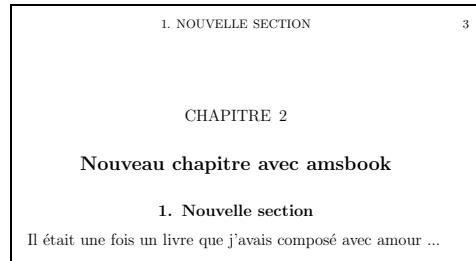 1. NOUVELLE SECTION 3
CHAPITRE 2
Nouveau chapitre avec amsbook
1. Nouvelle section
Il était une fois un livre que j'avais composé avec amour ...